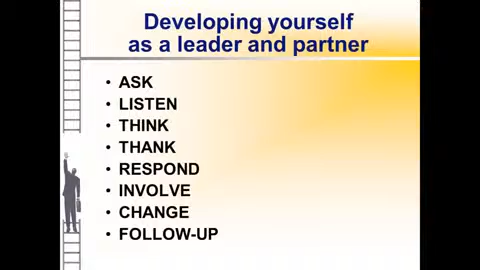 Developing yourself
as a leader and partner
• ASK
• LISTEN
• THINK
• THANK
• RESPOND
• INVOLVE
• CHANGE
• FOLLOW-UP